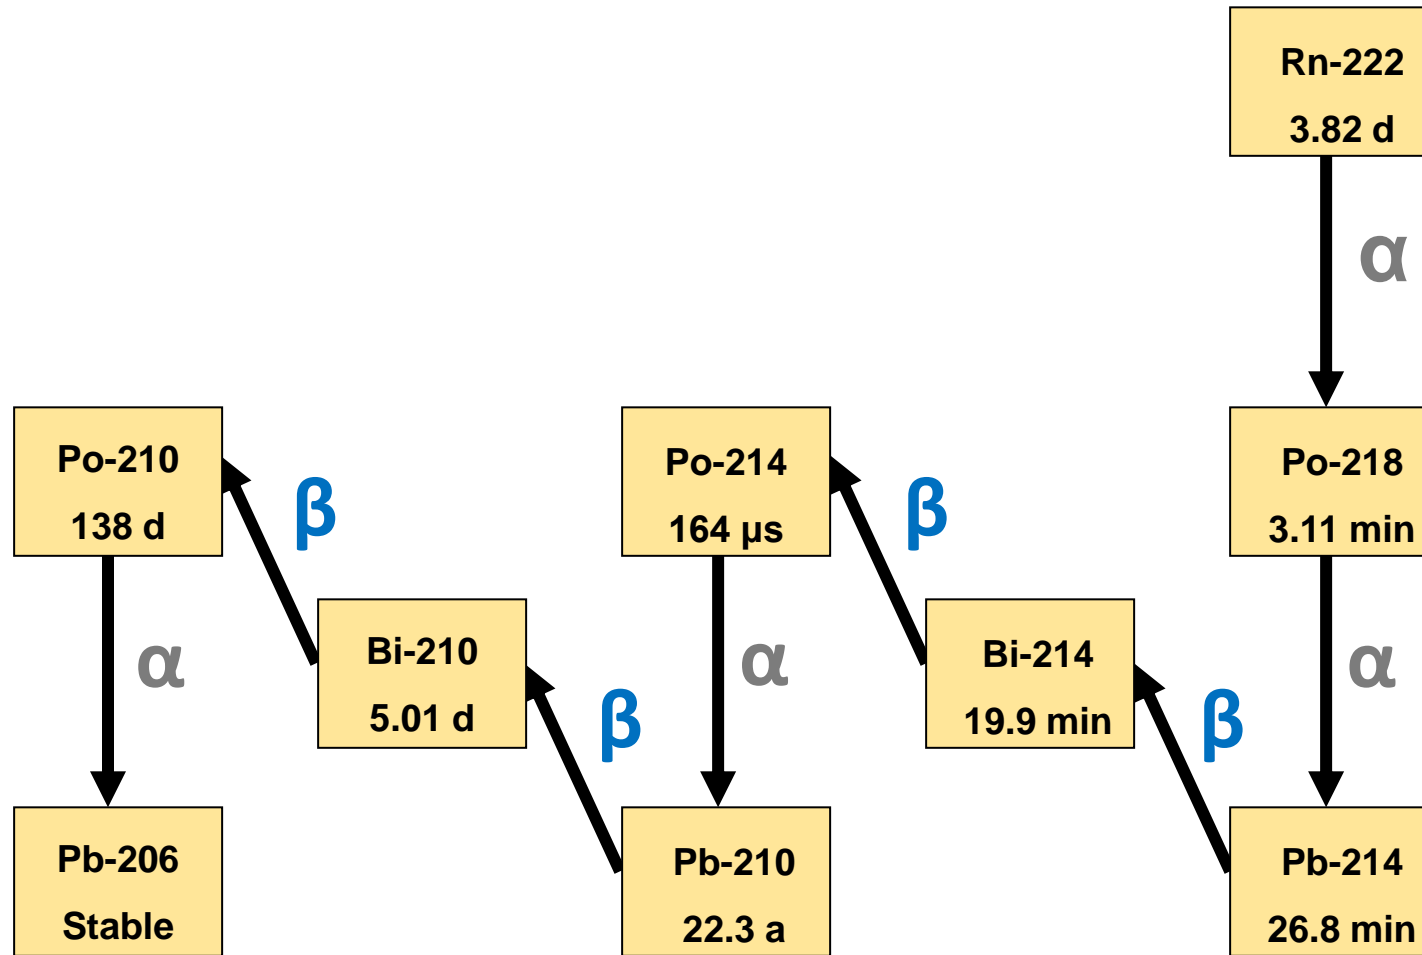 Rn-222
3.82 d
α
Po-210
138 d
β
Po-214
164 µs
β
Po-218
3.11 min
α
Bi-210
5.01 d
β
α
Bi-214
19.9 min
β
α
Pb-206
Stable
Pb-210
22.3 a
Pb-214
26.8 min